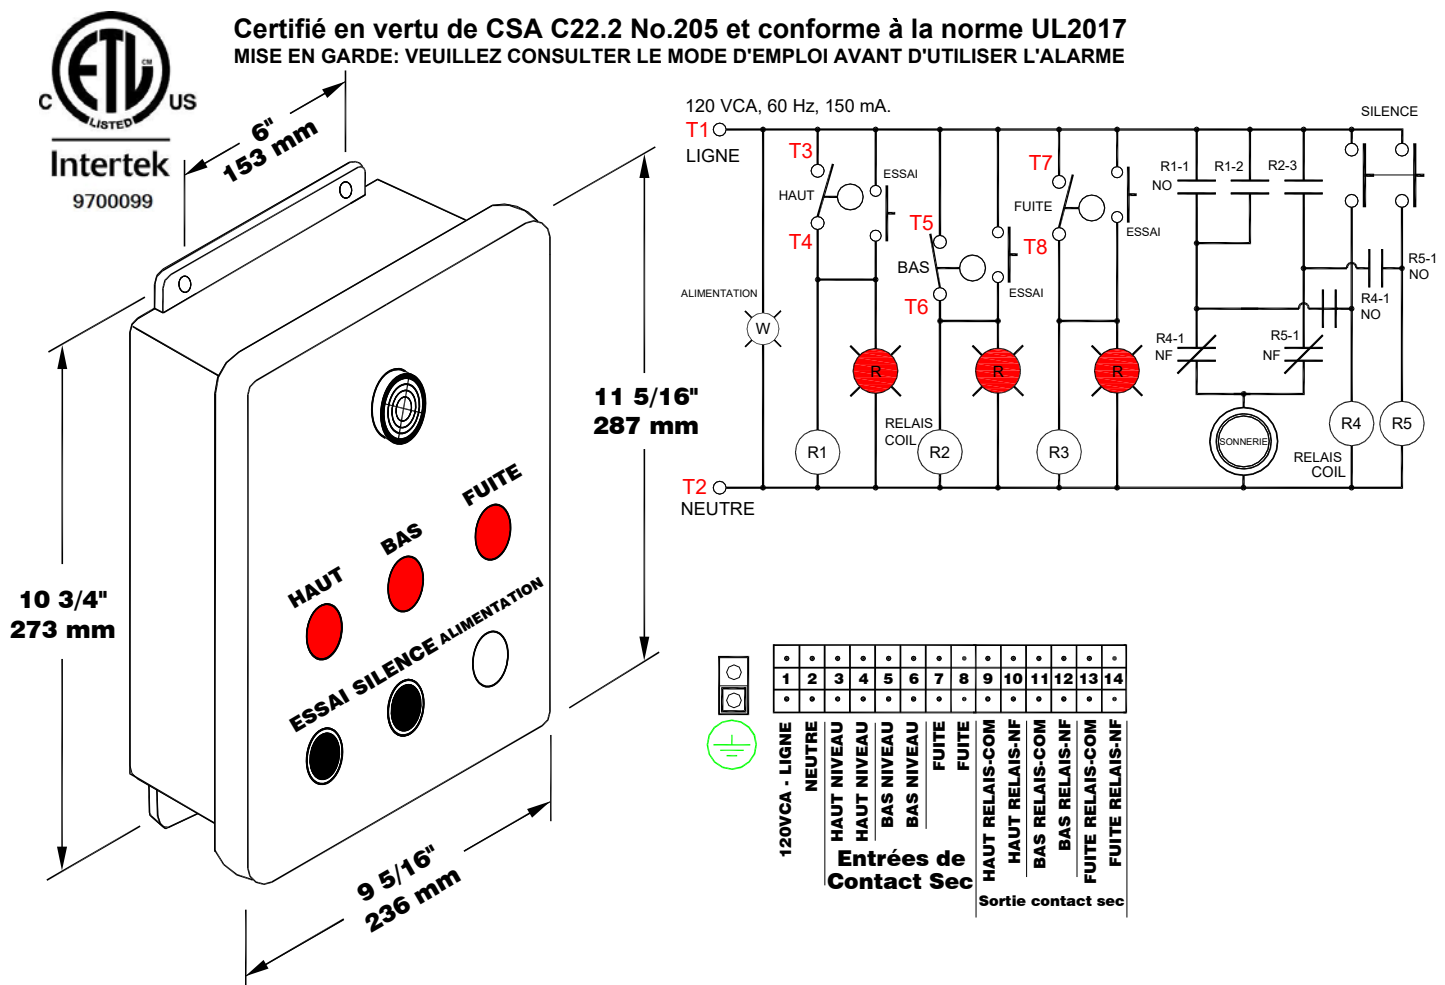 Certifié en vertu de CSA C22.2 No.205 et conforme à la norme UL2017
MISE EN GARDE: VEUILLEZ CONSULTER LE MODE D'EMPLOI AVANT D'UTILISER L'ALARME
ETL
CM
LISTED
C
US
Intertek
9700099
6"
153 mm
11 5/16"
287 mm
10 3/4"
273 mm
9 5/16"
236 mm
HAUT
BAS
FUITE
ESSAI
SILENCE
ALIMENTATION
120 VCA, 60 Hz, 150 mA.
SILENCE
T1
LIGNE
T3
HAUT
T4
ESSAI
T5
BAS
T6
ESSAI
T7
FUITE
T8
ESSAI
R1-1
NO
R1-2
R2-3
R5-1
NO
R4-1
NO
ALIMENTATION
W
R
R
R
R4-1
NF
R5-1
NF
R1
RELAIS
COIL
R2
R3
SONNERIE
R4
R5
RELAIS
COIL
T2
NEUTRE
1 2 3 4 5 6 7 8 9 10 11 12 13 14
120VCA - LIGNE
NEUTRE
HAUT NIVEAU
HAUT NIVEAU
BAS NIVEAU
BAS NIVEAU
FUITE
FUITE
HAUT RELAIS-COM
HAUT RELAIS-NF
BAS RELAIS-COM
BAS RELAIS-NF
FUITE RELAIS-COM
FUITE RELAIS-NF
Entrées de
Contact Sec
Sortie contact sec